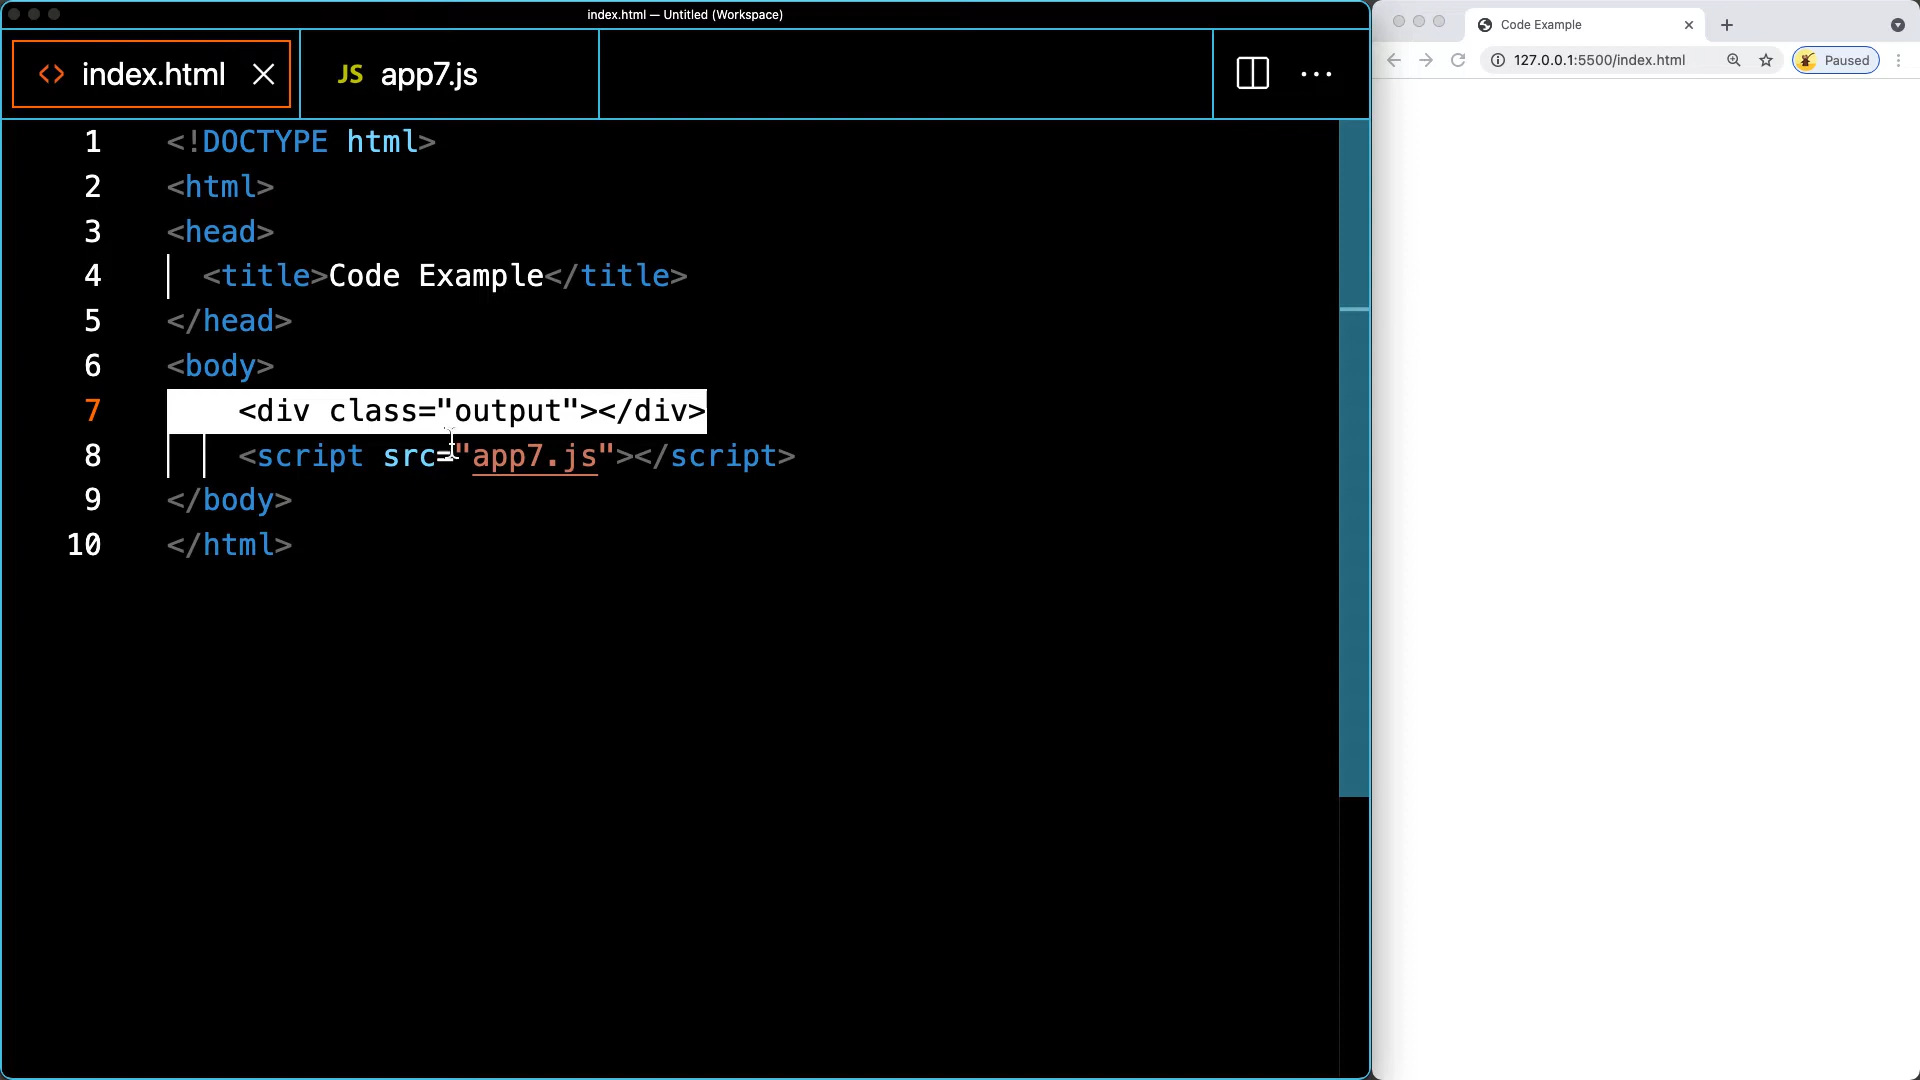 index.html — Untitled (Workspace)
<> index.html
JS app7.js
1 <!DOCTYPE html>
2 <html>
3 <head>
4 <title>Code Example</title>
5 </head>
6 <body>
7 <div class="output"></div>
8 <script src="app7.js"></script>
9 </body>
10 </html>
Code Example
127.0.0.1:5500/index.html
Paused